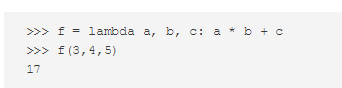 >>> f = lambda a, b, c: a * b + c
>>> f(3,4,5)
17